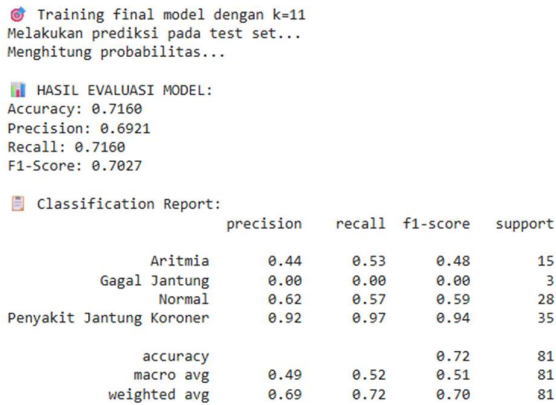 🎯 Training final model dengan k=11
Melakukan prediksi pada test set...
Menghitung probabilitas...
📊 HASIL EVALUASI MODEL:
Accuracy: 0.7160
Precision: 0.6921
Recall: 0.7160
F1-Score: 0.7027
📋 Classification Report:
precision recall f1-score support
Aritmia 0.44 0.53 0.48 15
Gagal Jantung 0.00 0.00 0.00 3
Normal 0.62 0.57 0.59 28
Penyakit Jantung Koroner 0.92 0.97 0.94 35
accuracy 0.72 81
macro avg 0.49 0.52 0.51 81
weighted avg 0.69 0.72 0.70 81